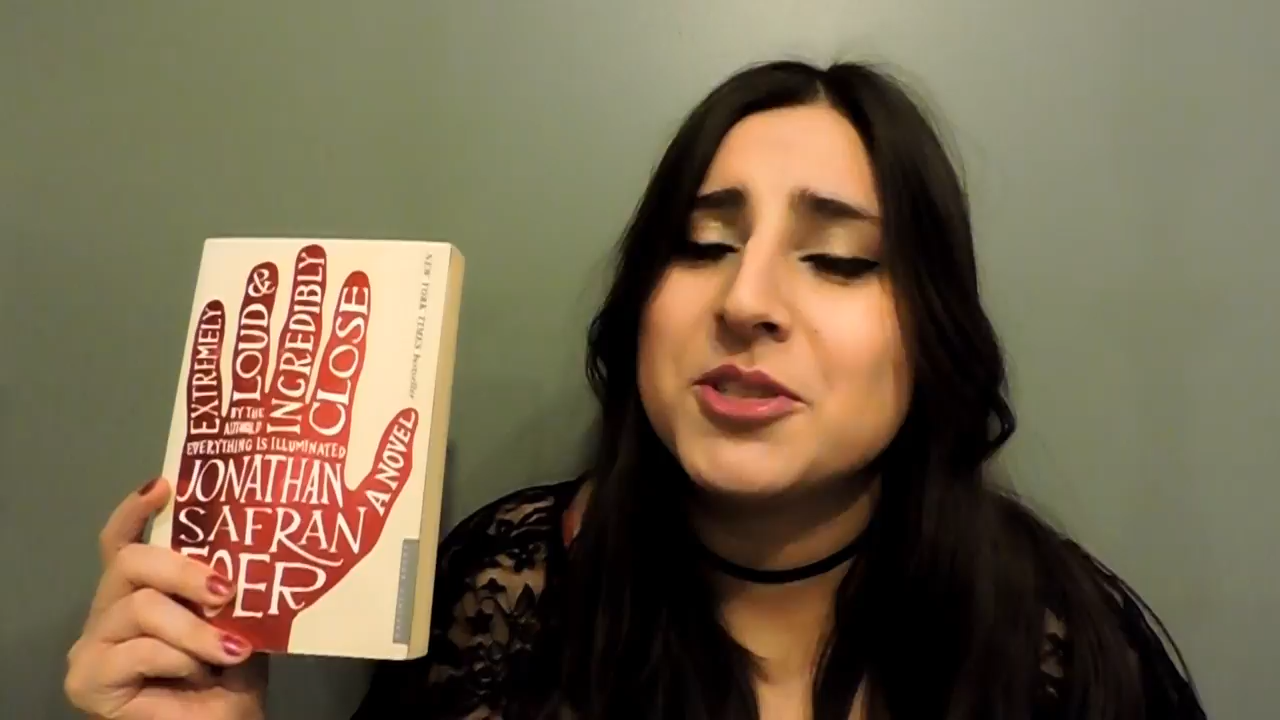 EXTREMELY
LOUD &
INCREDIBLY
CLOSE
BY THE
AUTHOR OF
EVERYTHING IS ILLUMINATED
JONATHAN
SAFRAN
FOER
A NOVEL
NEW YORK TIMES bestseller